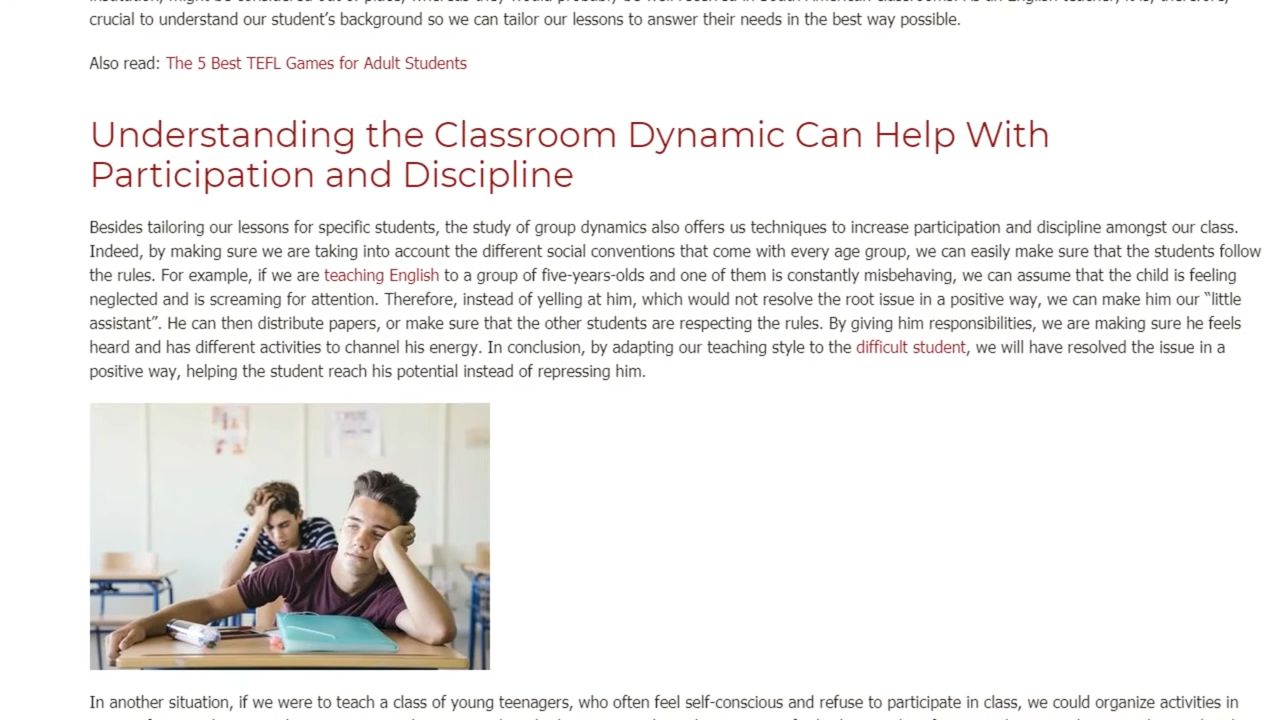 crucial to understand our student's background so we can tailor our lessons to answer their needs in the best way possible.
Also read: The 5 Best TEFL Games for Adult Students
Understanding the Classroom Dynamic Can Help With
Participation and Discipline
Besides tailoring our lessons for specific students, the study of group dynamics also offers us techniques to increase participation and discipline amongst our class.
Indeed, by making sure we are taking into account the different social conventions that come with every age group, we can easily make sure that the students follow
the rules. For example, if we are teaching English to a group of five-years-olds and one of them is constantly misbehaving, we can assume that the child is feeling
neglected and is screaming for attention. Therefore, instead of yelling at him, which would not resolve the root issue in a positive way, we can make him our “little
assistant”. He can then distribute papers, or make sure that the other students are respecting the rules. By giving him responsibilities, we are making sure he feels
heard and has different activities to channel his energy. In conclusion, by adapting our teaching style to the difficult student, we will have resolved the issue in a
positive way, helping the student reach his potential instead of repressing him.
In another situation, if we were to teach a class of young teenagers, who often feel self-conscious and refuse to participate in class, we could organize activities in